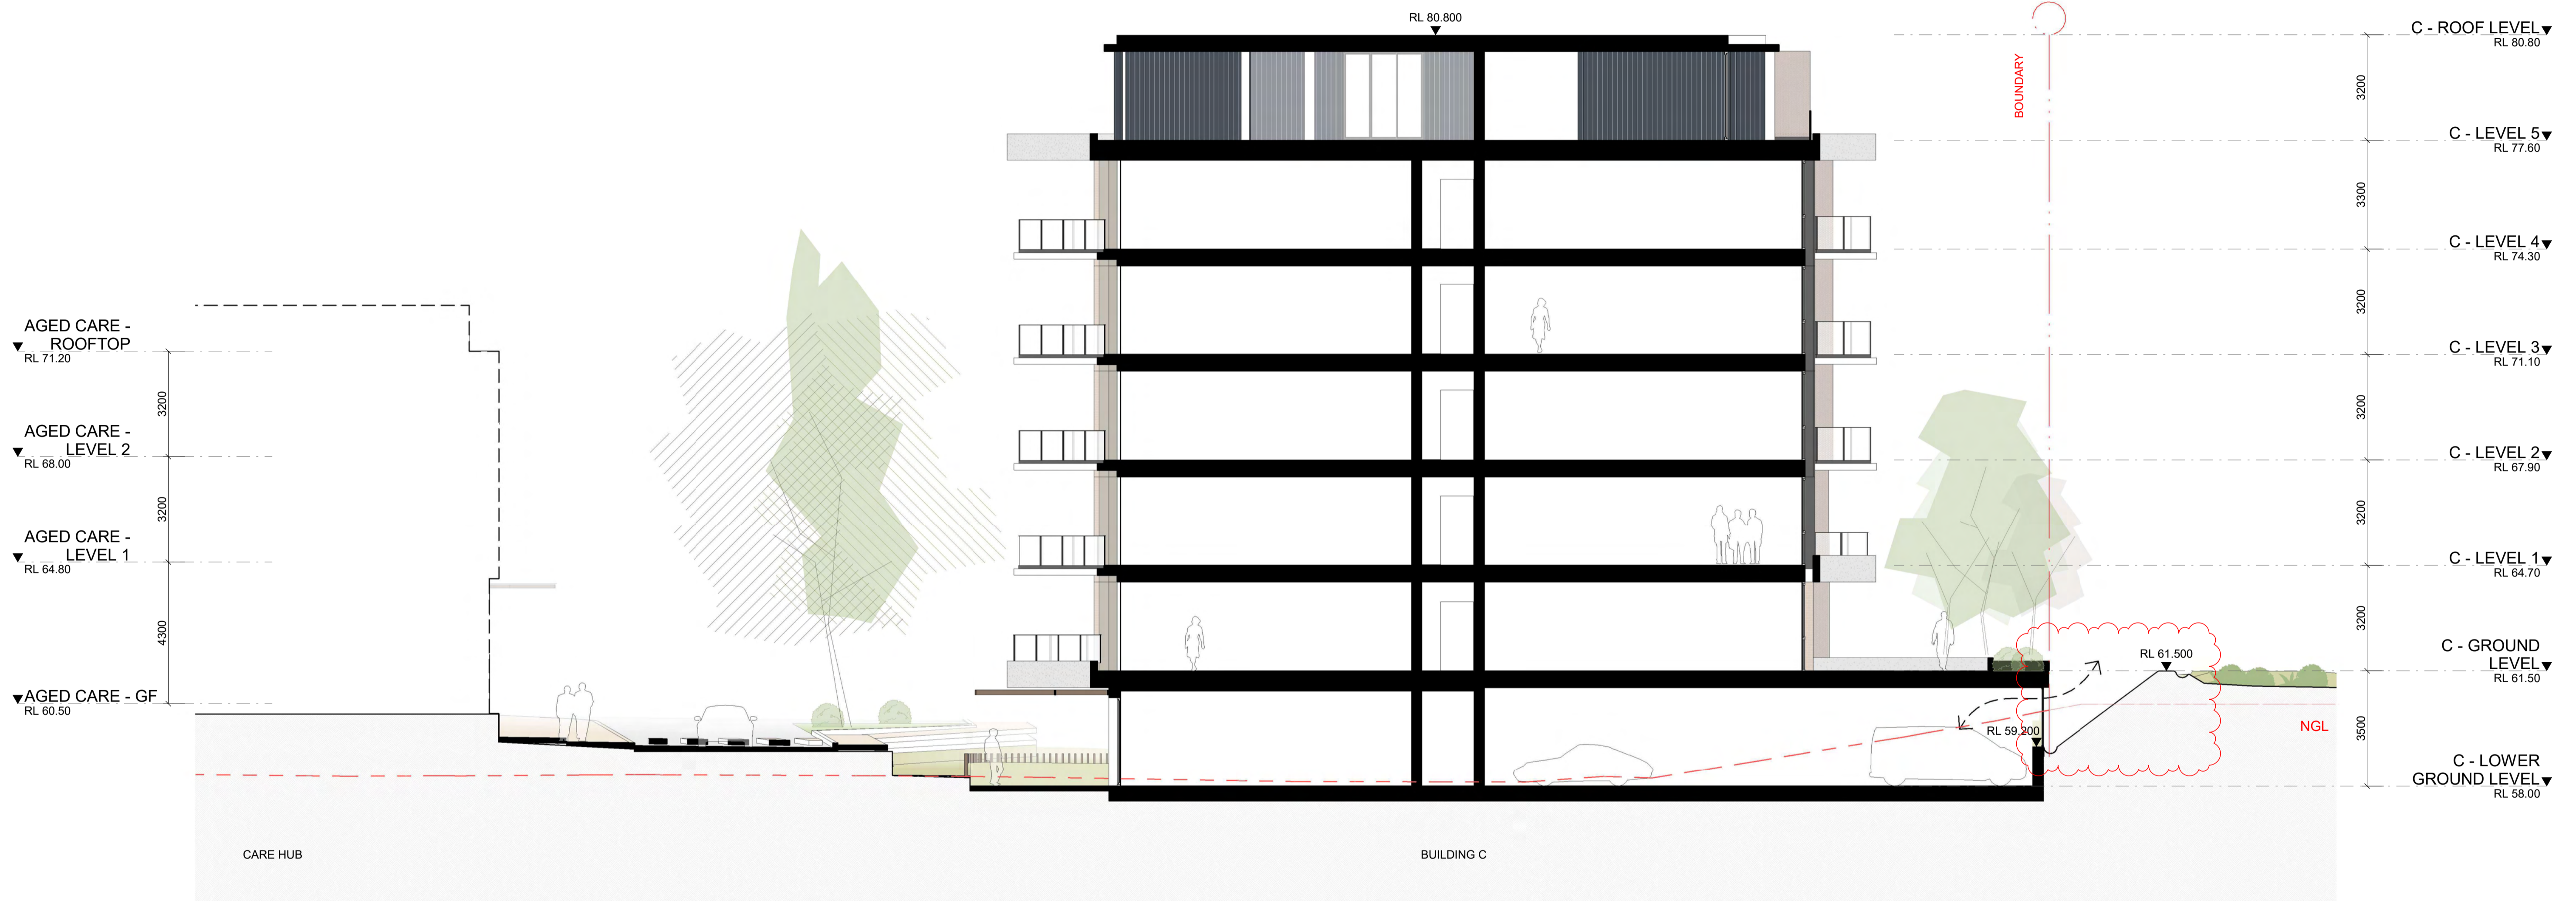 RL 80.800
C - ROOF LEVEL
RL 80.80
BOUNDARY
3200
C - LEVEL 5
RL 77.60
3300
C - LEVEL 4
RL 74.30
3200
C - LEVEL 3
RL 71.10
3200
C - LEVEL 2
RL 67.90
3200
C - LEVEL 1
RL 64.70
3200
C - GROUND
LEVEL
RL 61.50
3500
C - LOWER
GROUND LEVEL
RL 58.00
AGED CARE -
ROOFTOP
RL 71.20
3200
AGED CARE -
LEVEL 2
RL 68.00
3200
AGED CARE -
LEVEL 1
RL 64.80
4300
AGED CARE - GF
RL 60.50
RL 61.500
RL 59.200
NGL
CARE HUB
BUILDING C